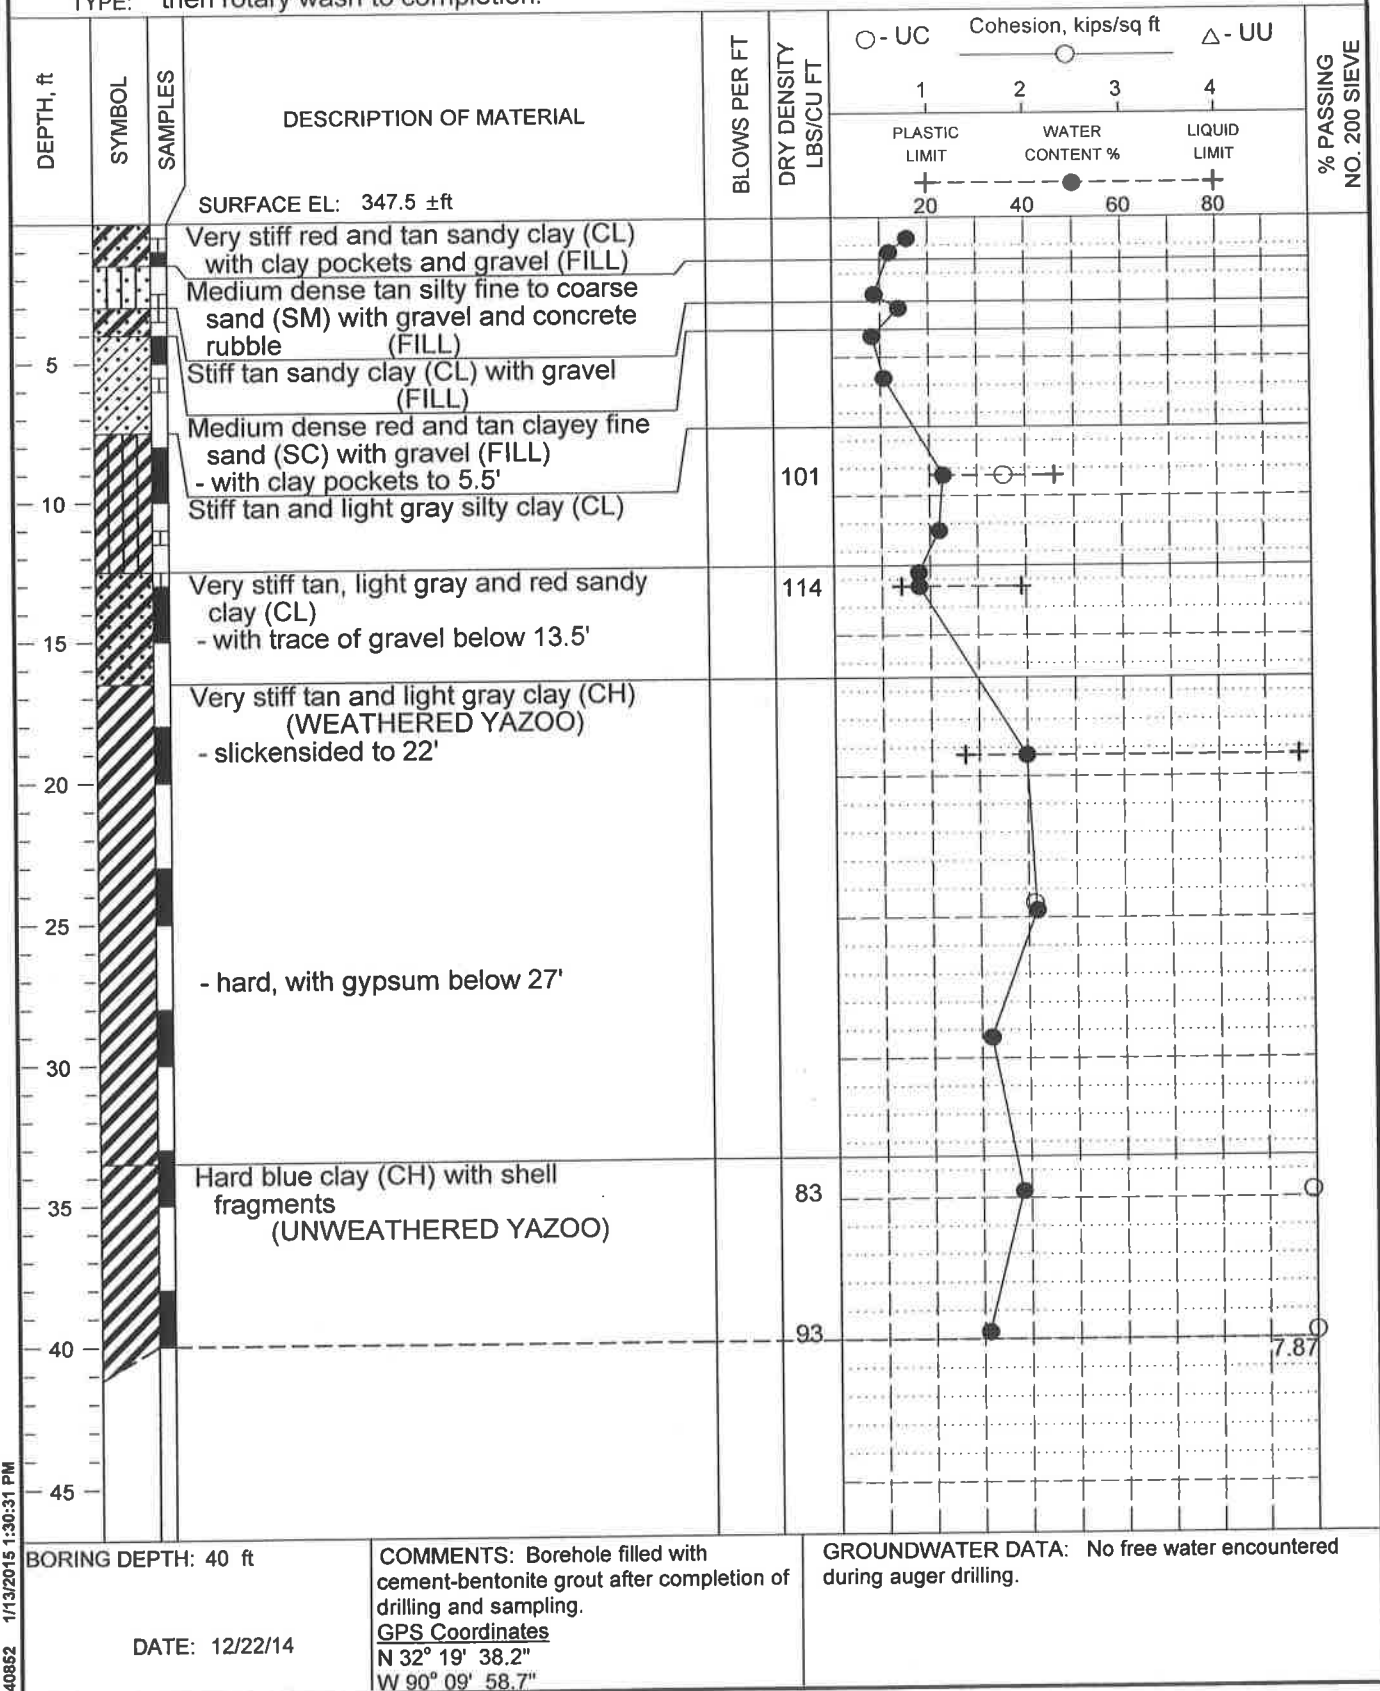 TYPE: then rotary wash to completion.
DEPTH, ft
SYMBOL
SAMPLES
DESCRIPTION OF MATERIAL
SURFACE EL: 347.5 ±ft
BLOWS PER FT
DRY DENSITY
LBS/CU FT
○ - UC Cohesion, kips/sq ft △ - UU
1 2 3 4
PLASTIC LIMIT
WATER CONTENT %
LIQUID LIMIT
20 40 60 80
% PASSING
NO. 200 SIEVE
Very stiff red and tan sandy clay (CL)
with clay pockets and gravel (FILL)
Medium dense tan silty fine to coarse
sand (SM) with gravel and concrete
rubble (FILL)
5
Stiff tan sandy clay (CL) with gravel
(FILL)
Medium dense red and tan clayey fine
sand (SC) with gravel (FILL)
- with clay pockets to 5.5'
101
10
Stiff tan and light gray silty clay (CL)
Very stiff tan, light gray and red sandy
clay (CL)
114
- with trace of gravel below 13.5'
15
Very stiff tan and light gray clay (CH)
(WEATHERED YAZOO)
- slickensided to 22'
20
25
- hard, with gypsum below 27'
30
Hard blue clay (CH) with shell
fragments
83
35
(UNWEATHERED YAZOO)
93
7.87
40
45
BORING DEPTH: 40 ft
DATE: 12/22/14
COMMENTS: Borehole filled with
cement-bentonite grout after completion of
drilling and sampling.
GPS Coordinates
N 32° 19' 38.2"
W 90° 09' 58.7"
GROUNDWATER DATA: No free water encountered
during auger drilling.
40852 1/13/2015 1:30:31 PM